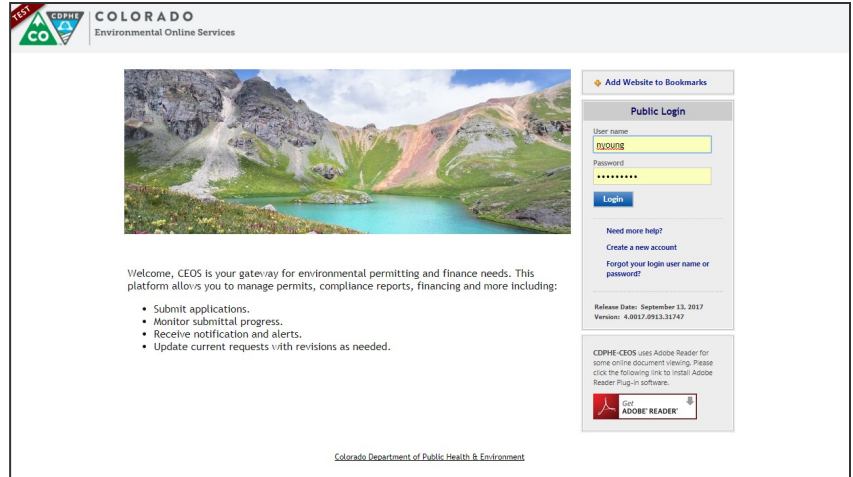 TEST
CDPHE
CO
COLORADO
Environmental Online Services
Add Website to Bookmarks
Public Login
User name
nyoung
Password
•••••••••
Login
Need more help?
Create a new account
Forgot your login user name or
password?
Release Date: September 13, 2017
Version: 4.0017.0913.31747
CDPHE-CEOS uses Adobe Reader for
some online document viewing. Please
click the following link to install Adobe
Reader Plug-in software.
Get
ADOBE® READER®
Welcome, CEOS is your gateway for environmental permitting and finance needs. This
platform allows you to manage permits, compliance reports, financing and more including:
• Submit applications.
• Monitor submittal progress.
• Receive notification and alerts.
• Update current requests with revisions as needed.
Colorado Department of Public Health & Environment